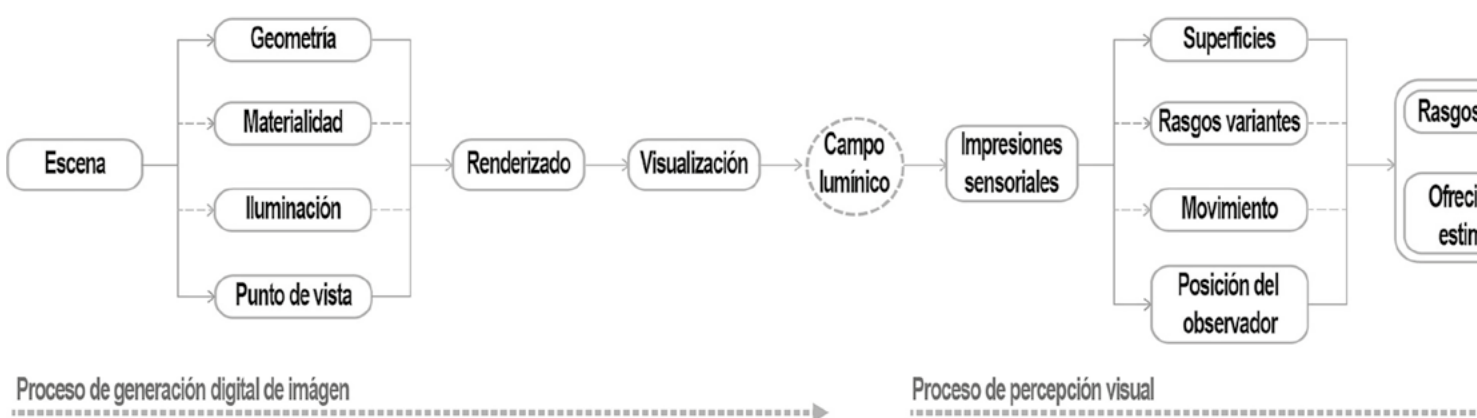 Escena
Geometría
Materialidad
Iluminación
Punto de vista
Renderizado
Visualización
Campo
lumínico
Impresiones
sensoriales
Superficies
Rasgos variantes
Movimiento
Posición del
observador
Rasgos
Proceso de generación digital de imágen
Proceso de percepción visual